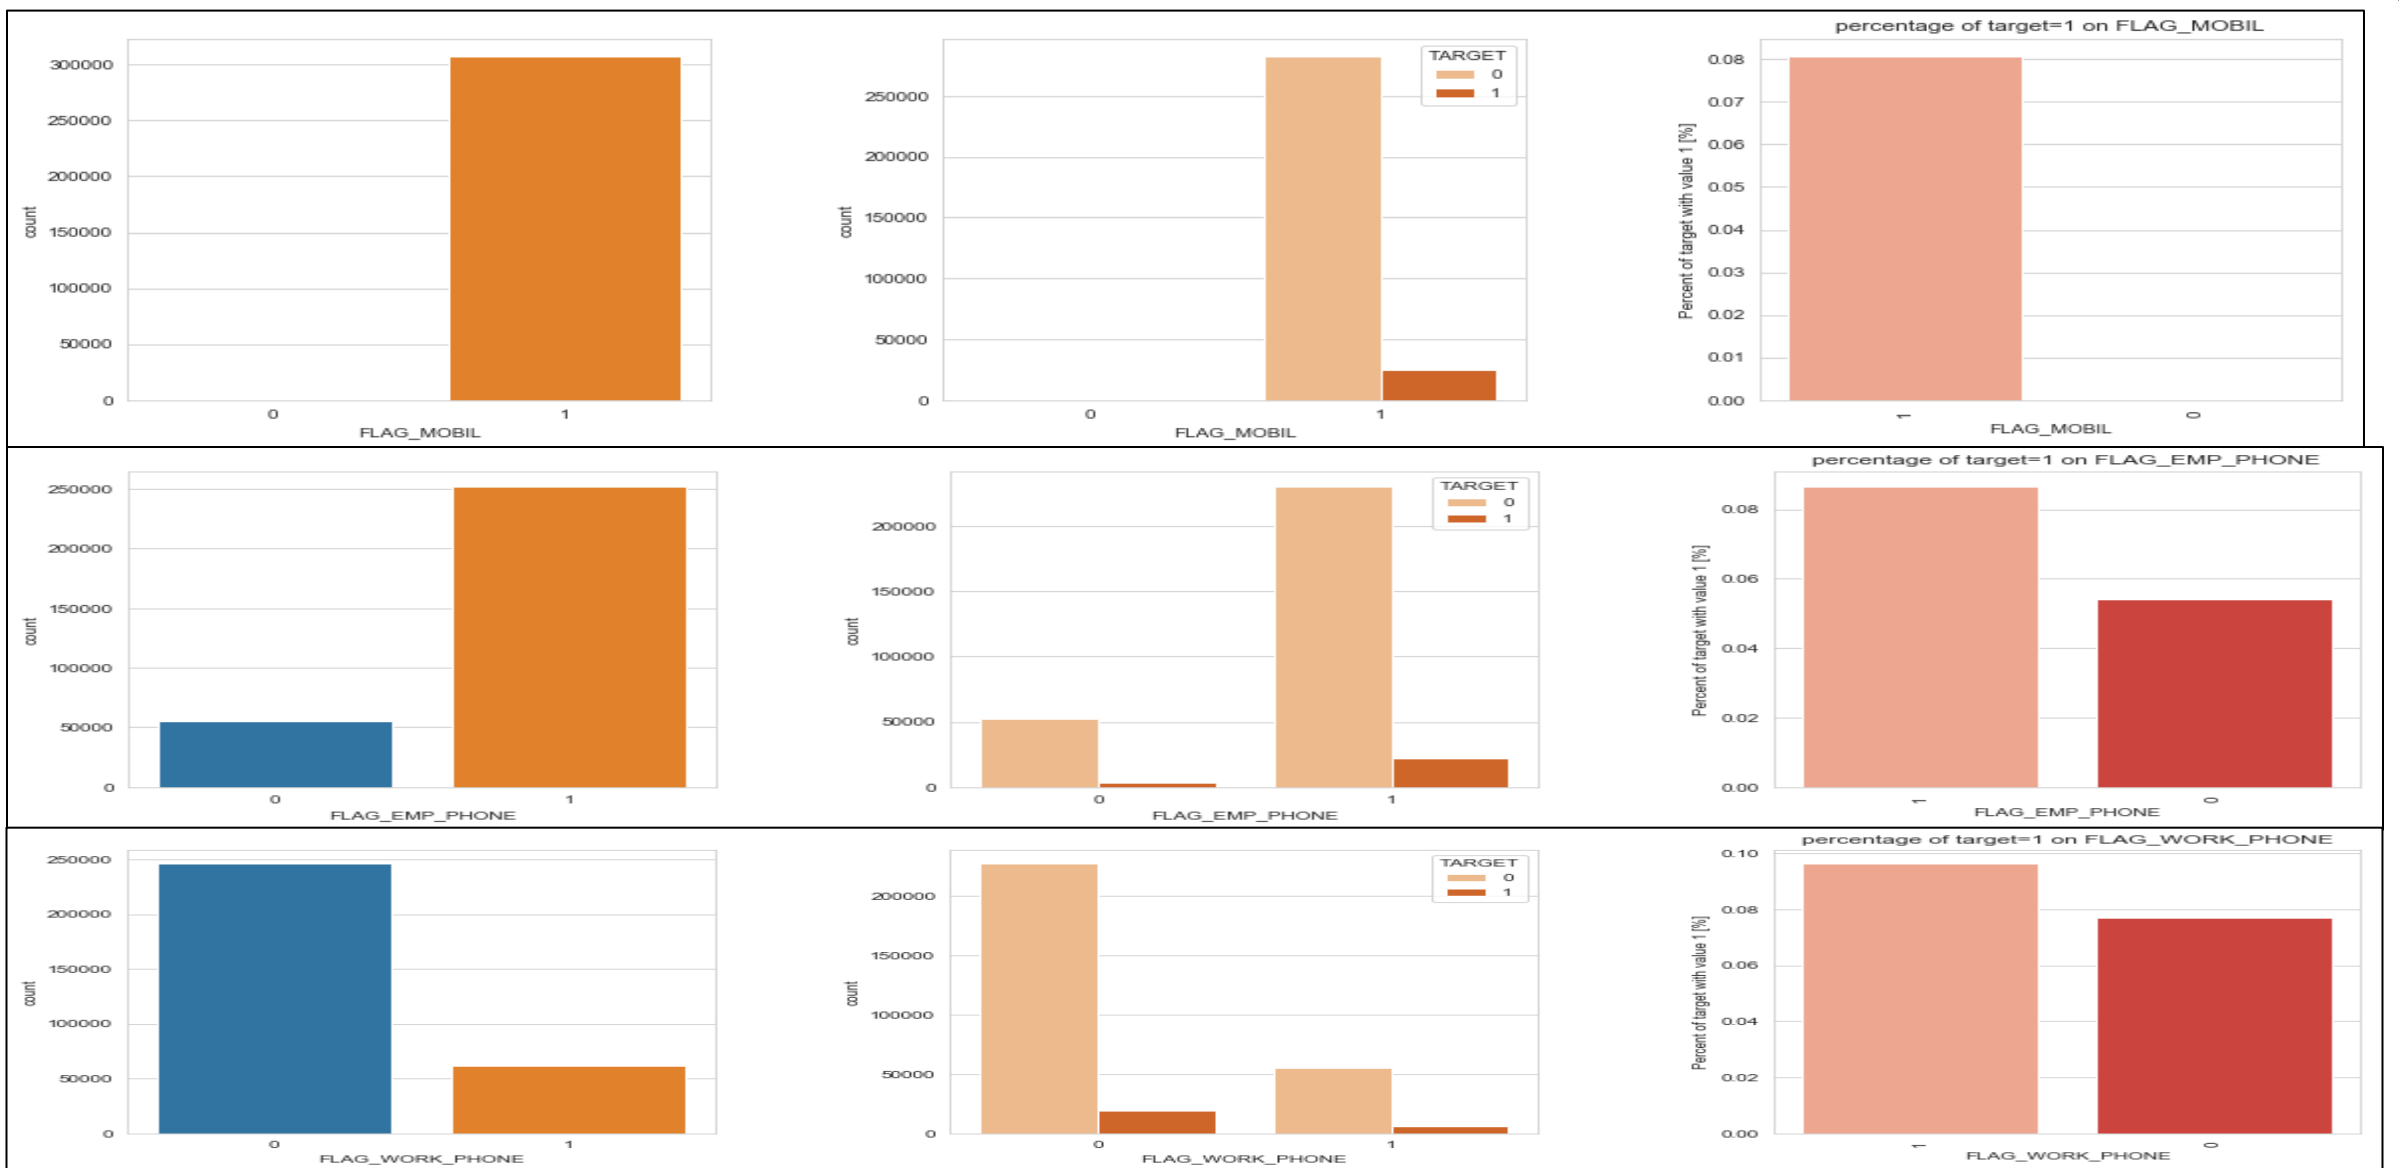 percentage of target=1 on FLAG_MOBIL
300000
250000
200000
150000
100000
50000
0
count
0 1
FLAG_MOBIL
TARGET
0
1
250000
200000
150000
100000
50000
0
count
0 1
FLAG_MOBIL
0.08
0.07
0.06
0.05
0.04
0.03
0.02
0.01
0.00
Percent of target with value 1 [%]
1 0
FLAG_MOBIL
percentage of target=1 on FLAG_EMP_PHONE
250000
200000
150000
100000
50000
0
count
0 1
FLAG_EMP_PHONE
TARGET
0
1
200000
150000
100000
50000
0
count
0 1
FLAG_EMP_PHONE
0.08
0.06
0.04
0.02
0.00
Percent of target with value 1 [%]
1 0
FLAG_EMP_PHONE
percentage of target=1 on FLAG_WORK_PHONE
250000
200000
150000
100000
50000
0
count
0 1
FLAG_WORK_PHONE
TARGET
0
1
200000
150000
100000
50000
0
count
0 1
FLAG_WORK_PHONE
0.10
0.08
0.06
0.04
0.02
0.00
Percent of target with value 1 [%]
1 0
FLAG_WORK_PHONE